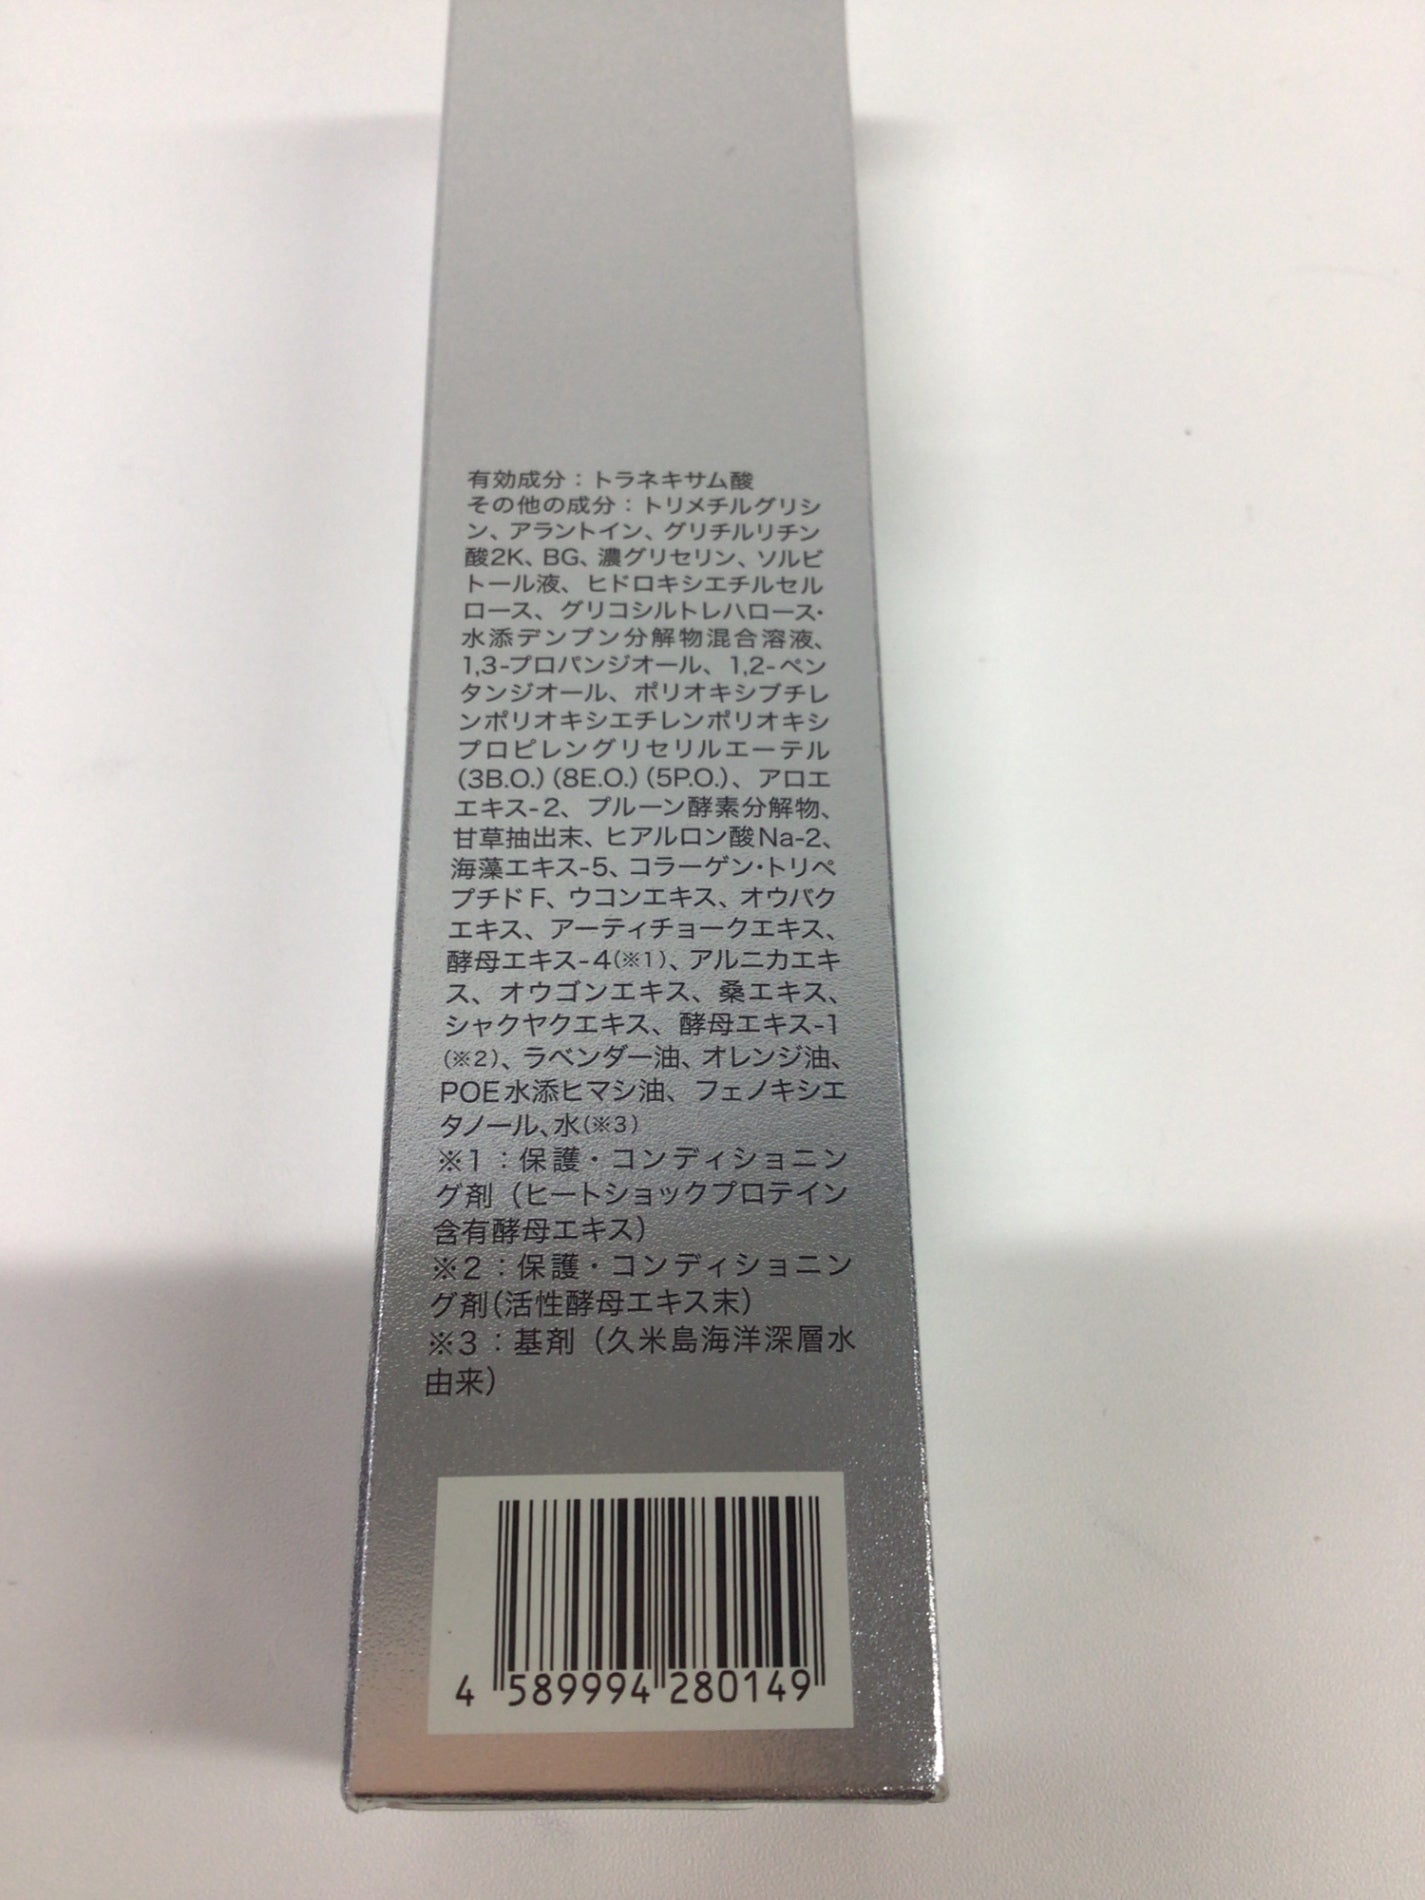 有効成分：トラネキサム酸
その他の成分：トリメチルグリシ
ン、アラントイン、グリチルリチン
酸2K、BG、濃グリセリン、ソルビ
トール液、ヒドロキシエチルセル
ロース、グリコシルトレハロース・
水添デンプン分解物混合溶液、
1,3-プロパンジオール、1,2-ペン
タンジオール、ポリオキシブチレ
ンポリオキシエチレンポリオキシ
プロピレングリセリルエーテル
(3B.O.)(8E.O.)(5P.O.)、アロエ
エキス-2、プルーン酵素分解物、
甘草抽出末、ヒアルロン酸Na-2、
海藻エキス-5、コラーゲン・トリペ
プチドF、ウコンエキス、オウバク
エキス、アーティチョークエキス、
酵母エキス-4(※1)、アルニカエキ
ス、オウゴンエキス、桑エキス、
シャクヤクエキス、酵母エキス-1
(※2)、ラベンダー油、オレンジ油、
POE水添ヒマシ油、フェノキシエ
タノール、水(※3)
※1：保護・コンディショニン
グ剤（ヒートショックプロテイン
含有酵母エキス）
※2：保護・コンディショニン
グ剤(活性酵母エキス末）
※3：基剤（久米島海洋深層水
由来）
4 589994 280149